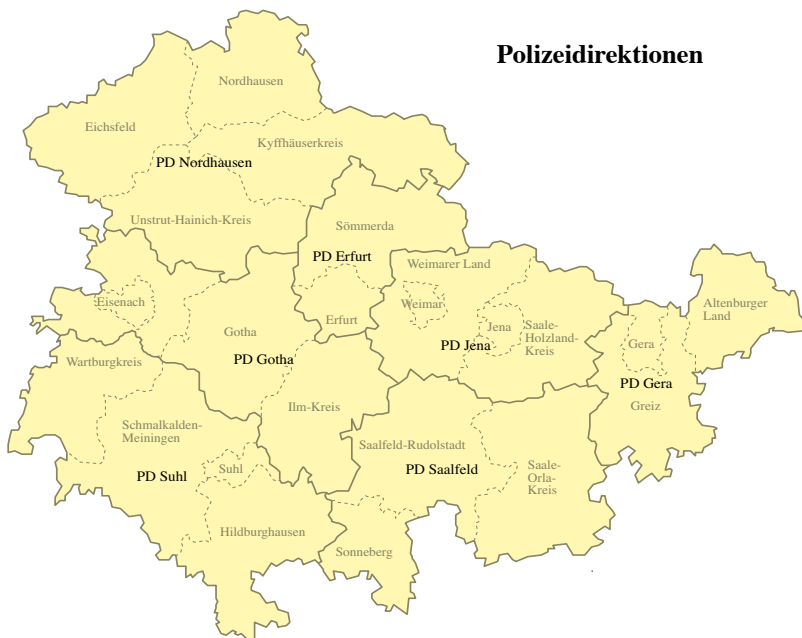 Polizeidirektionen
Nordhausen
Eichsfeld
Kyffhäuserkreis
PD Nordhausen
Unstrut-Hainich-Kreis
Sömmerda
PD Erfurt
Weimarer Land
Eisenach
Weimar
Altenburger
Land
Erfurt
Jena
Saale-
Holzland-
Kreis
Gotha
PD Gotha
PD Jena
Gera
PD Gera
Wartburgkreis
Ilm-Kreis
Greiz
Schmalkalden-
Meiningen
Saalfeld-Rudolstadt
PD Saalfeld
Suhl
PD Suhl
Saale-
Orla-
Kreis
Hildburghausen
Sonneberg